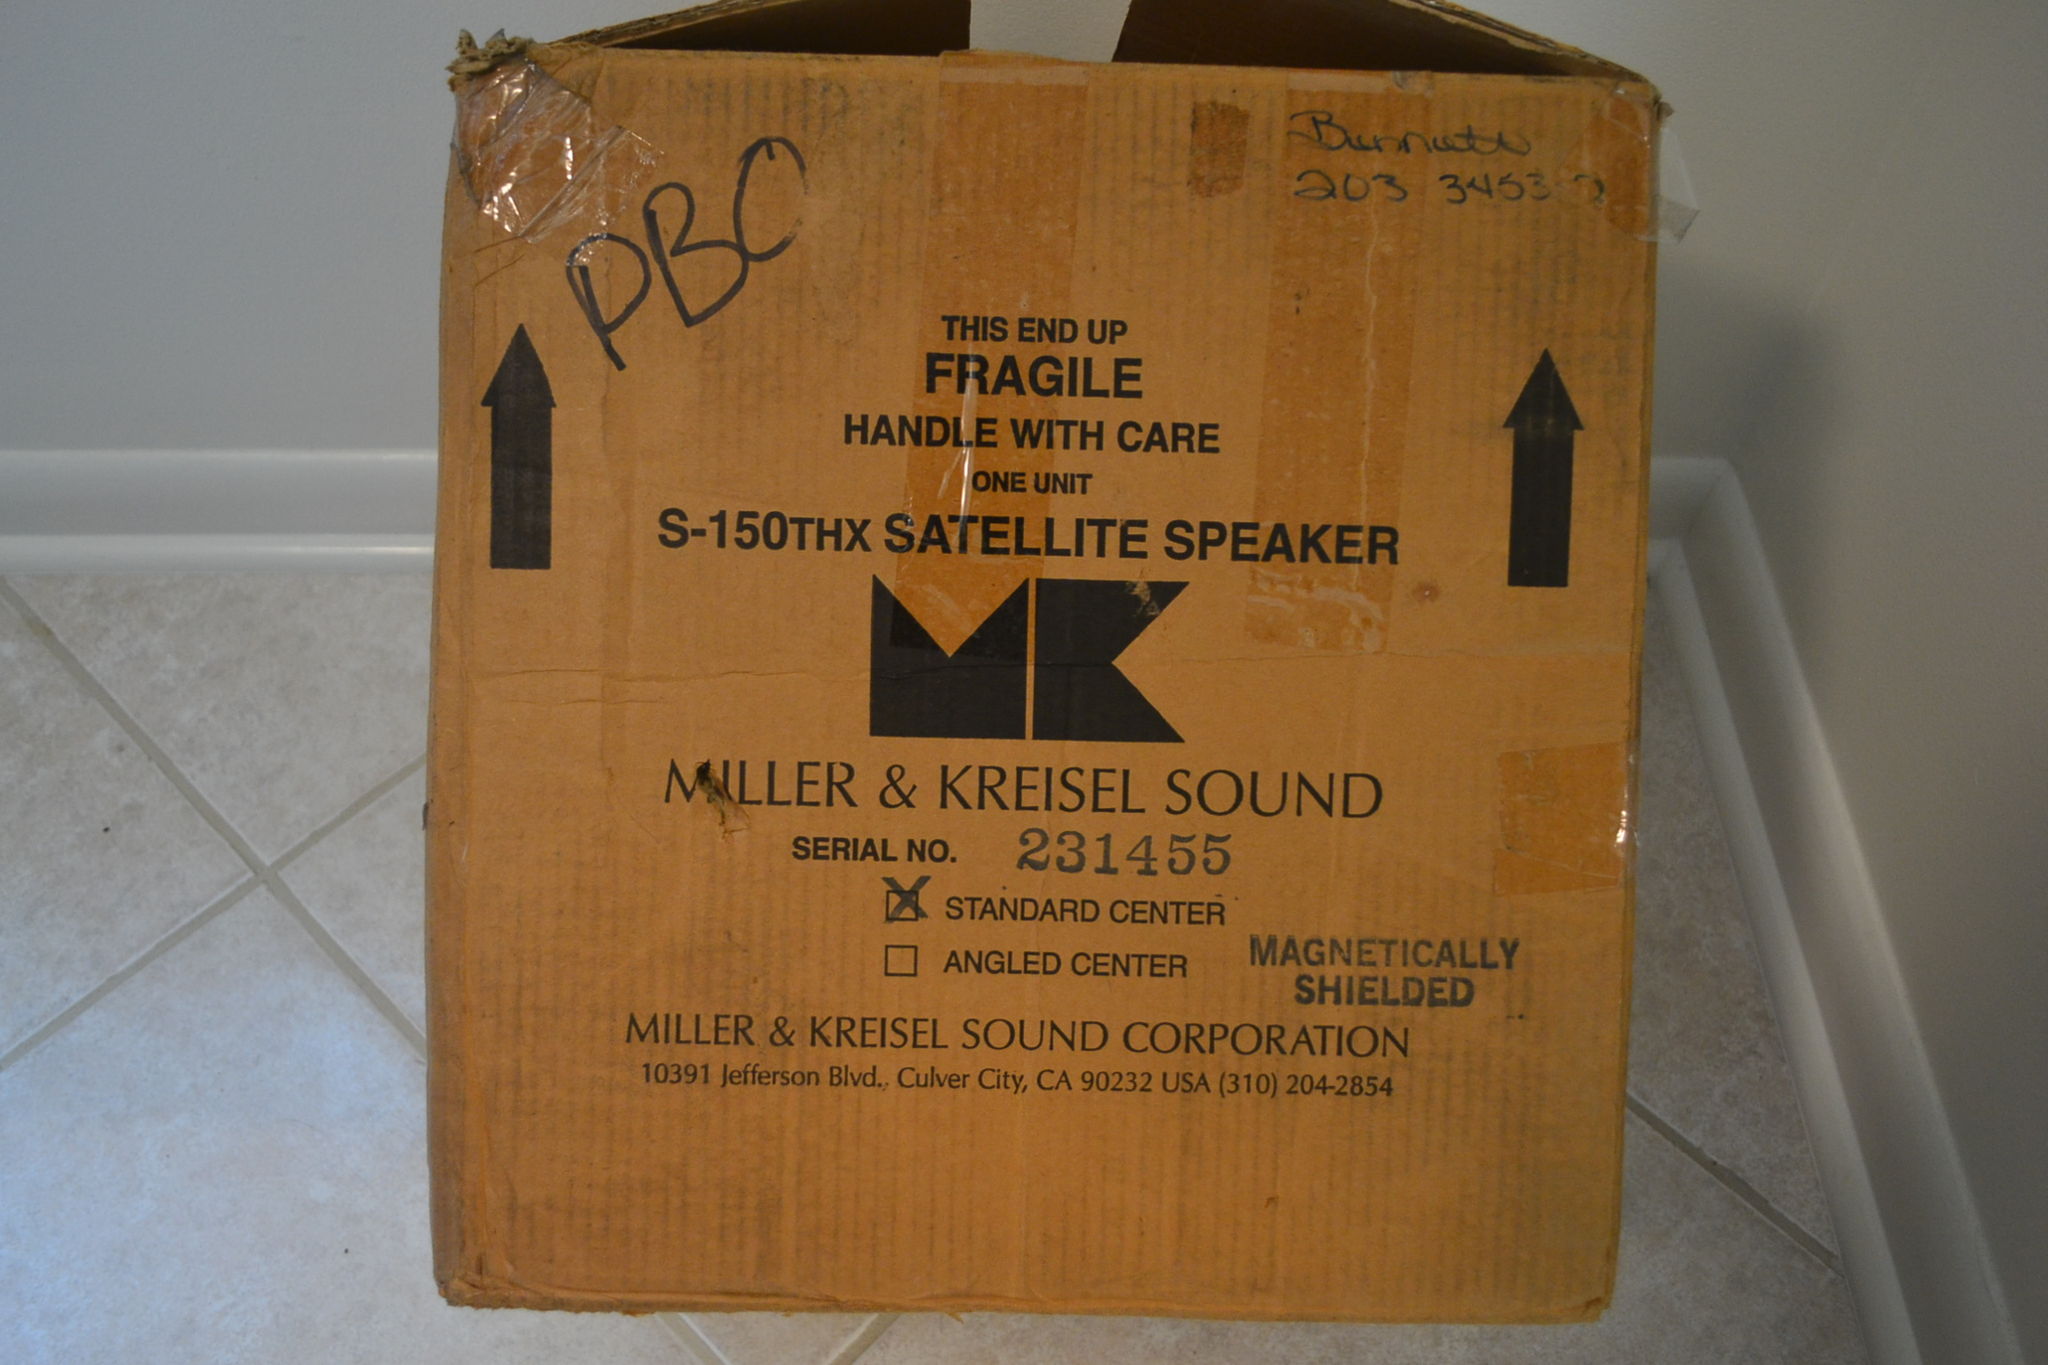 PBC
203 3453
THIS END UP
FRAGILE
HANDLE WITH CARE
ONE UNIT
S-150THX SATELLITE SPEAKER
MK
MILLER & KREISEL SOUND
SERIAL NO. 231455
X STANDARD CENTER
ANGLED CENTER
MAGNETICALLY
SHIELDED
MILLER & KREISEL SOUND CORPORATION
10391 Jefferson Blvd., Culver City, CA 90232 USA (310) 204-2854